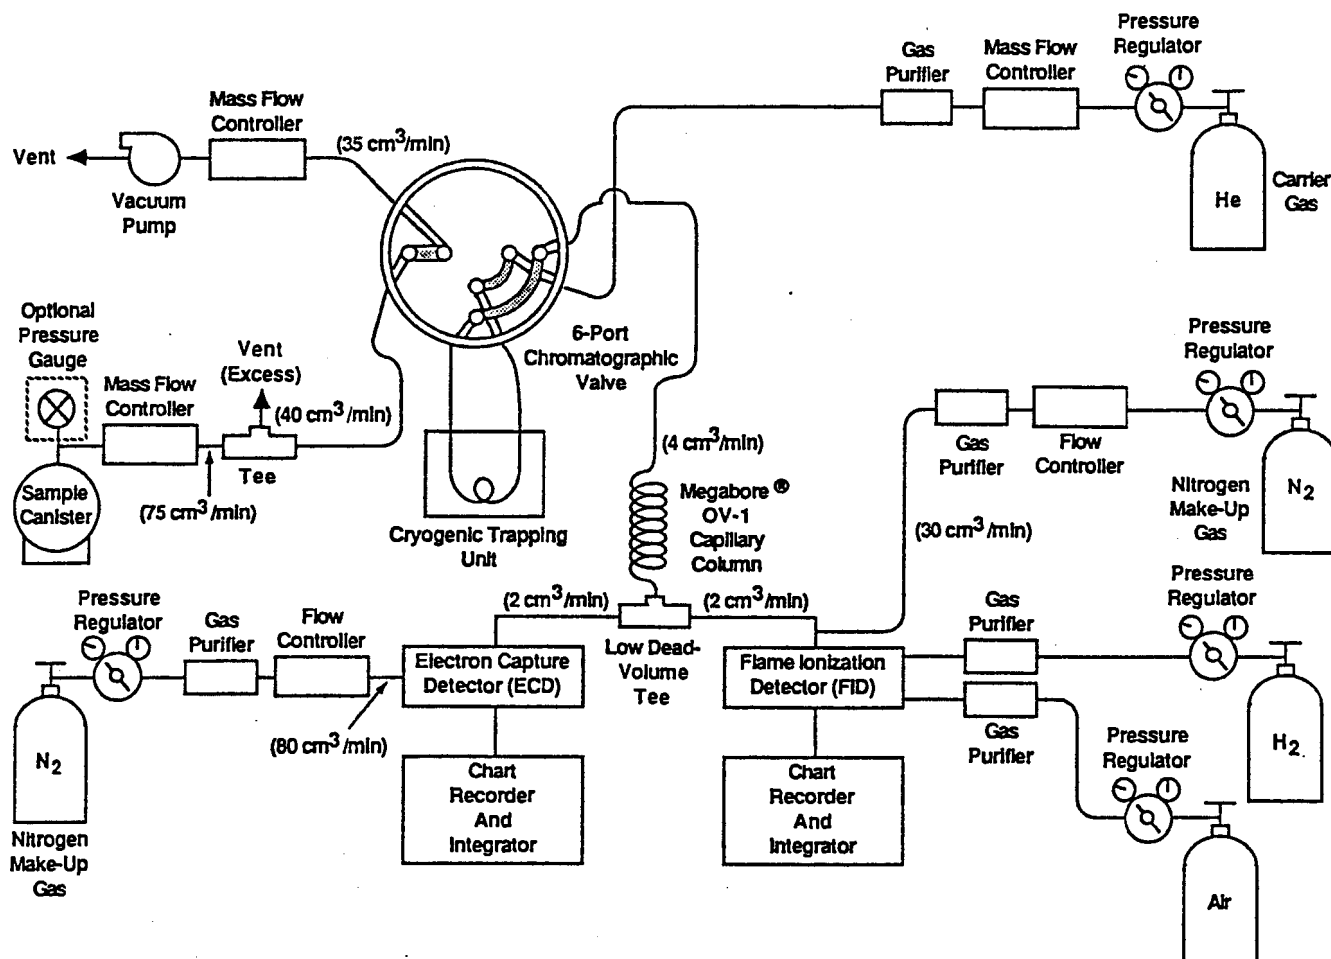 Pressure
Regulator
Gas
Purifier
Mass Flow
Controller
He
Carrier
Gas
Mass Flow
Controller
(35 cm3/min)
Vent
Vacuum
Pump
6-Port
Chromatographic
Valve
Optional
Pressure
Gauge
Vent
(Excess)
Mass Flow
Controller
(40 cm3/min)
Tee
(75 cm3/min)
Sample
Canister
Cryogenic Trapping
Unit
(4 cm3/min)
Megabore®
OV-1
Capillary
Column
Pressure
Regulator
Gas
Purifier
Flow
Controller
Nitrogen
Make-Up
Gas
N2
(30 cm3/min)
(2 cm3/min)
(2 cm3/min)
Low Dead-
Volume
Tee
Pressure
Regulator
Gas
Purifier
Flow
Controller
Electron Capture
Detector (ECD)
Flame Ionization
Detector (FID)
Gas
Purifier
Pressure
Regulator
Gas
Purifier
H2
Pressure
Regulator
Air
(80 cm3/min)
N2
Nitrogen
Make-Up
Gas
Chart
Recorder
And
Integrator
Chart
Recorder
And
Integrator